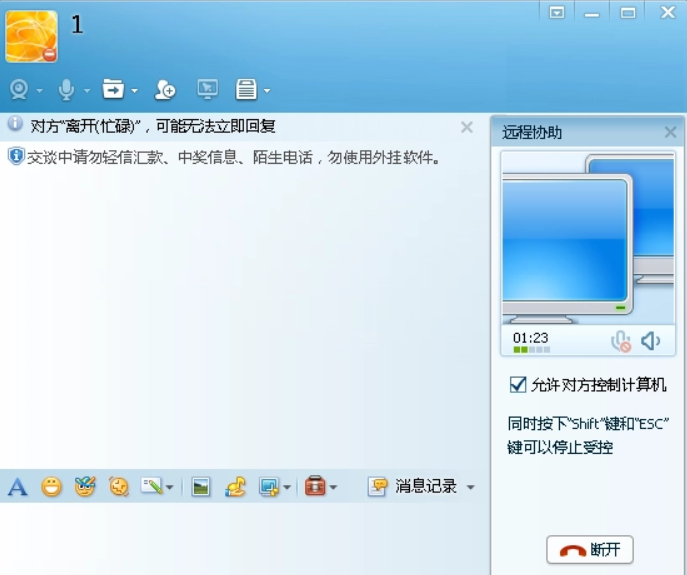 1
对方“离开(忙碌)”，可能无法立即回复
交谈中请勿轻信汇款、中奖信息、陌生电话，勿使用外挂软件。
远程协助
01:23
允许对方控制计算机
同时按下“Shift”键和“ESC”
键可以停止受控
A
消息记录
断开